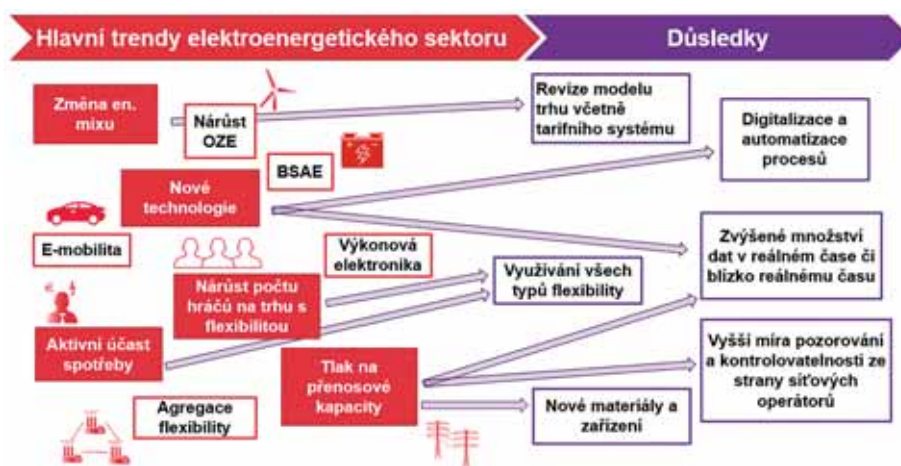 Hlavní trendy elektroenergetického sektoru
Důsledky
Změna en.
mixu
Nárůst
OZE
BSAE
Nové
technologie
E-mobilita
Výkonová
elektronika
Nárůst počtu
hráčů na trhu s
flexibilitou
Aktivní účast
spotřeby
Tlak na
přenosové
kapacity
Agregace
flexibility
Revize modelu
trhu včetně
tarifního systému
Digitalizace a
automatizace
procesů
Zvýšené množství
dat v reálném čase či
blízko reálnému času
Využívání všech
typů flexibility
Vyšší míra pozorování
a kontrolovatelnosti ze
strany síťových
operátorů
Nové materiály a
zařízení